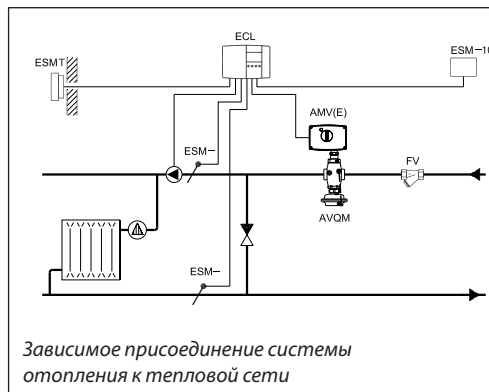 ECL
ESMT
ESM-10
AMV(E)
ESM-
FV
AVQM
ESM-
Зависимое присоединение системы
отопления к тепловой сети